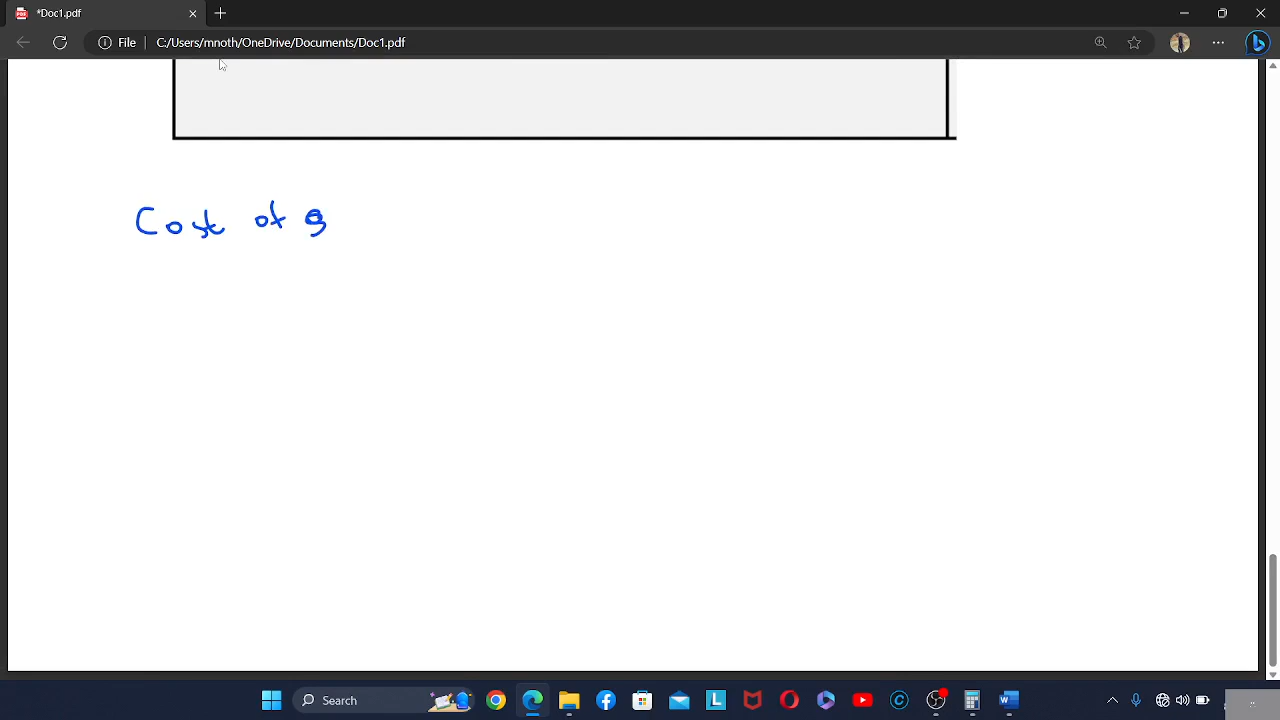 *Doc1.pdf
File C:/Users/mnoth/OneDrive/Documents/Doc1.pdf
Cost of g
Search